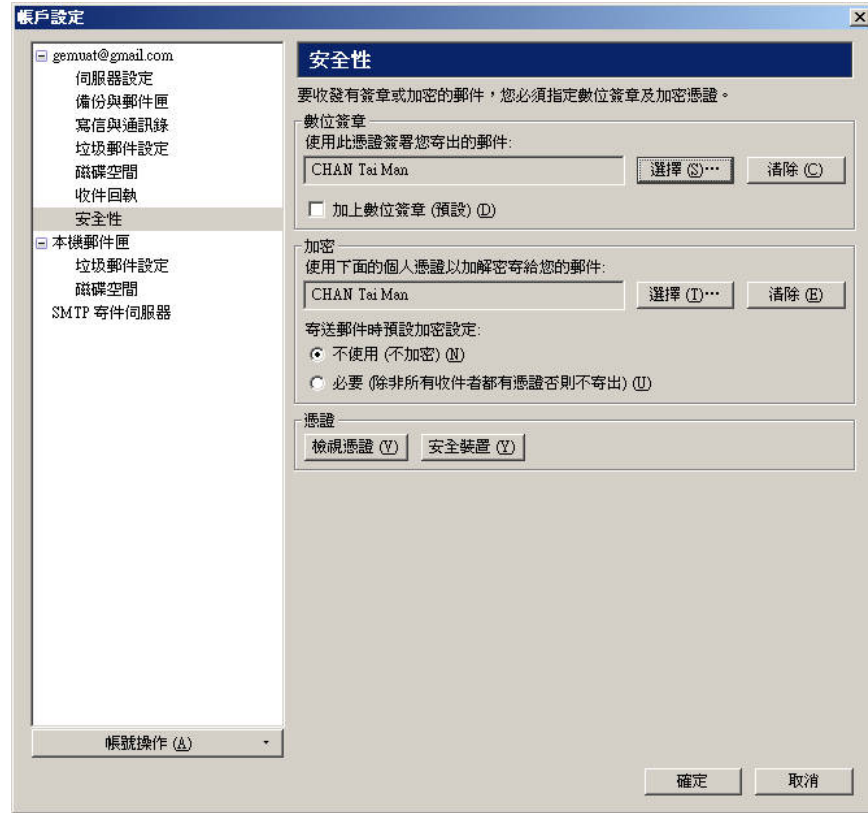 帳戶設定
gemuat@gmail.com
伺服器設定
備份與郵件匣
寫信與通訊錄
垃圾郵件設定
磁碟空間
收件回執
安全性
本機郵件匣
垃圾郵件設定
磁碟空間
SMTP 寄件伺服器
帳號操作 (A)
安全性
要收發有簽章或加密的郵件，您必須指定數位簽章及加密憑證。
數位簽章
使用此憑證簽署您寄出的郵件:
CHAN Tai Man
選擇 (S)…
清除 (C)
加上數位簽章 (預設) (D)
加密
使用下面的個人憑證以加解密寄給您的郵件:
CHAN Tai Man
選擇 (T)…
清除 (E)
寄送郵件時預設加密設定:
不使用 (不加密) (N)
必要 (除非所有收件者都有憑證否則不寄出) (U)
憑證
檢視憑證 (V)
安全裝置 (Y)
確定
取消